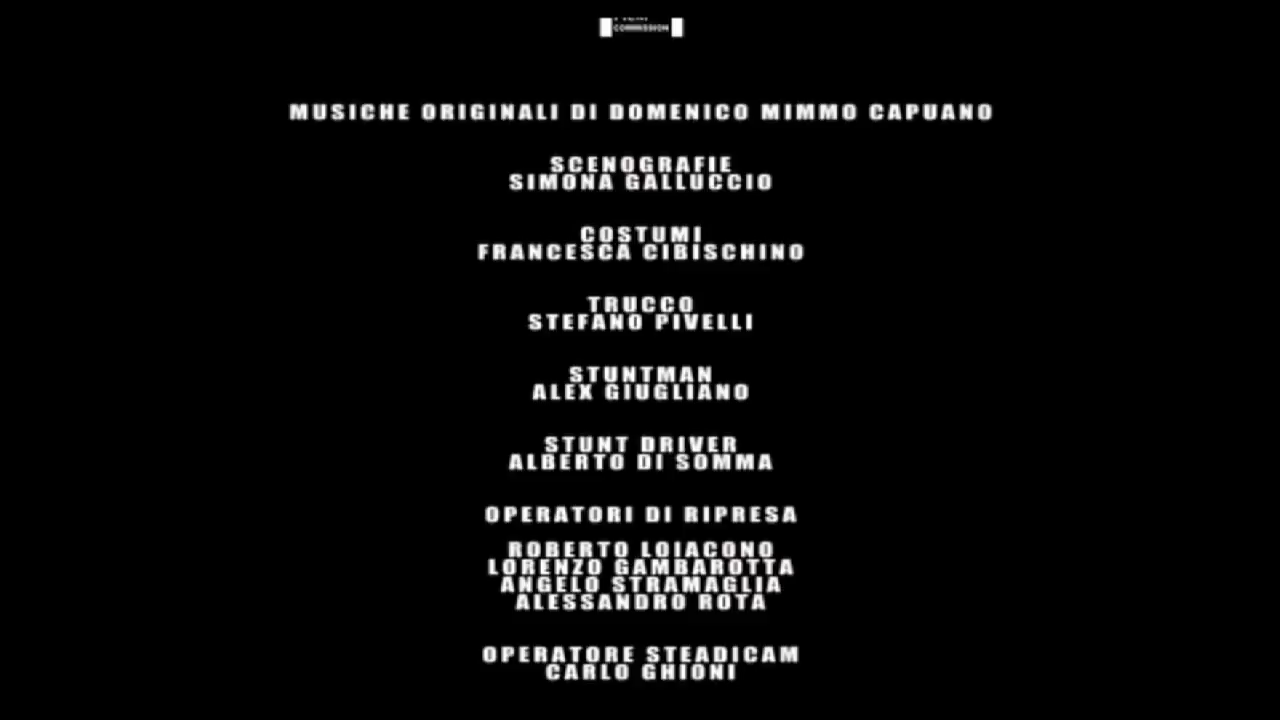 COMMISSION
MUSICHE ORIGINALI DI DOMENICO MIMMO CAPUANO
SCENOGRAFIE
SIMONA GALLUCCIO
COSTUMI
FRANCESCA CIBISCHINO
TRUCCO
STEFANO PIVELLI
STUNTMAN
ALEX GIUGLIANO
STUNT DRIVER
ALBERTO DI SOMMA
OPERATORI DI RIPRESA
ROBERTO LOIACONO
LORENZO GAMBAROTTA
ANGELO STRAMAGLIA
ALESSANDRO ROTA
OPERATORE STEADICAM
CARLO GHIONI